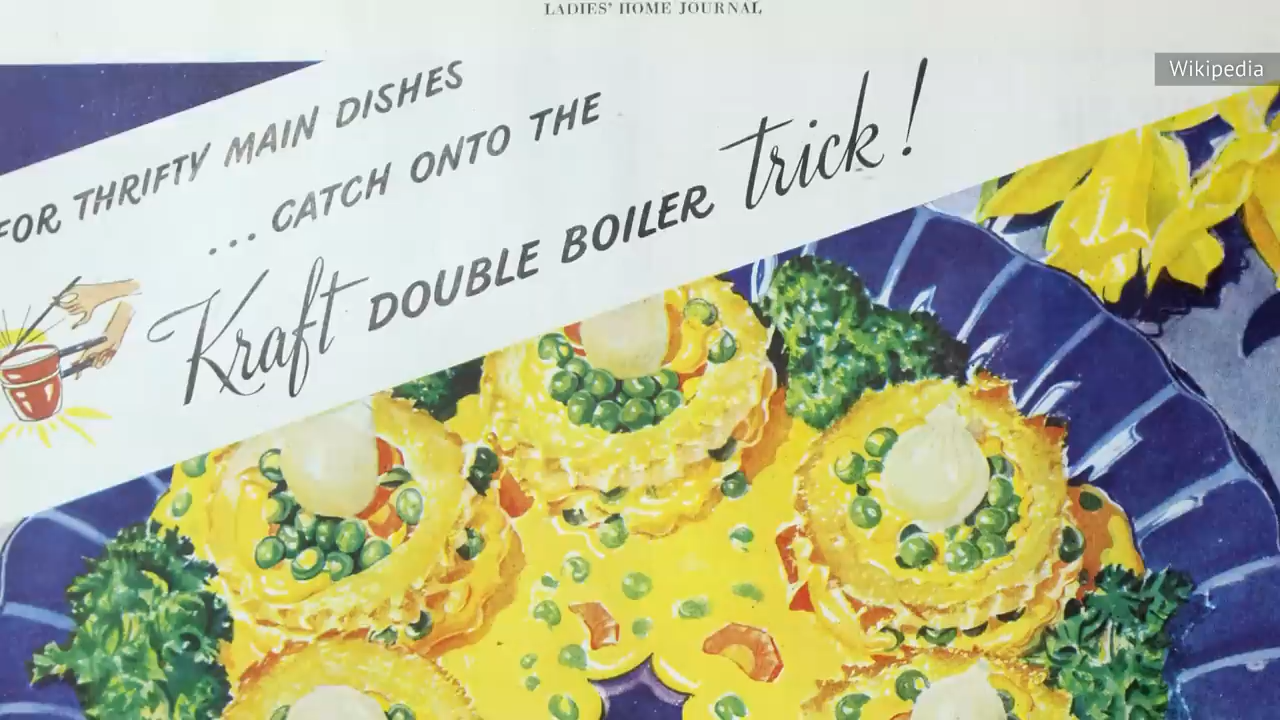 LADIES' HOME JOURNAL
Wikipedia
FOR THRIFTY MAIN DISHES
... CATCH ONTO THE
Kraft DOUBLE BOILER trick!